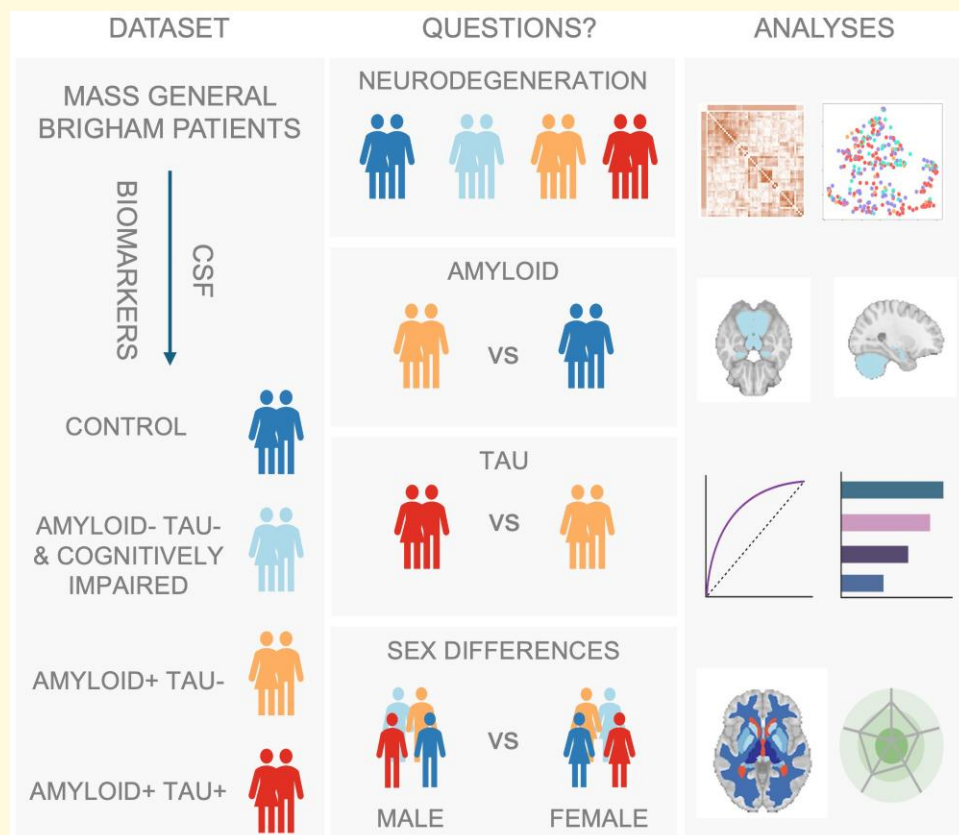 DATASET
MASS GENERAL
BRIGHAM PATIENTS
BIOMARKERS
CSF
CONTROL
AMYLOID- TAU-
& COGNITIVELY
IMPAIRED
AMYLOID+ TAU-
AMYLOID+ TAU+
QUESTIONS?
NEURODEGENERATION
AMYLOID
VS
TAU
VS
SEX DIFFERENCES
VS
MALE
FEMALE
ANALYSES